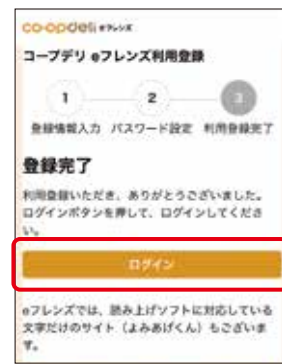 co-opdeli eフレンズ
コープデリ eフレンズ利用登録
1 2 3
登録情報入力 パスワード設定 利用登録完了
登録完了
利用登録いただき、ありがとうございました。
ログインボタンを押して、ログインしてくださ
い。
ログイン
eフレンズでは、読み上げソフトに対応している
文字だけのサイト（よみあげくん）もございま
す。